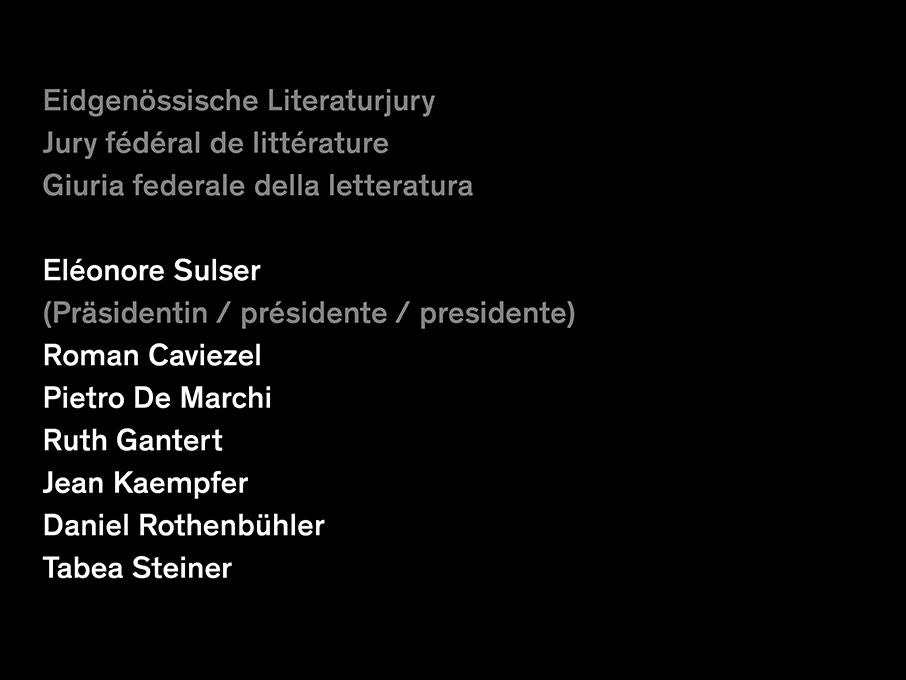 Eidgenössische Literaturjury
Jury fédéral de littérature
Giuria federale della letteratura
Eléonore Sulser
(Präsidentin / présidente / presidente)
Roman Caviezel
Pietro De Marchi
Ruth Gantert
Jean Kaempfer
Daniel Rothenbühler
Tabea Steiner